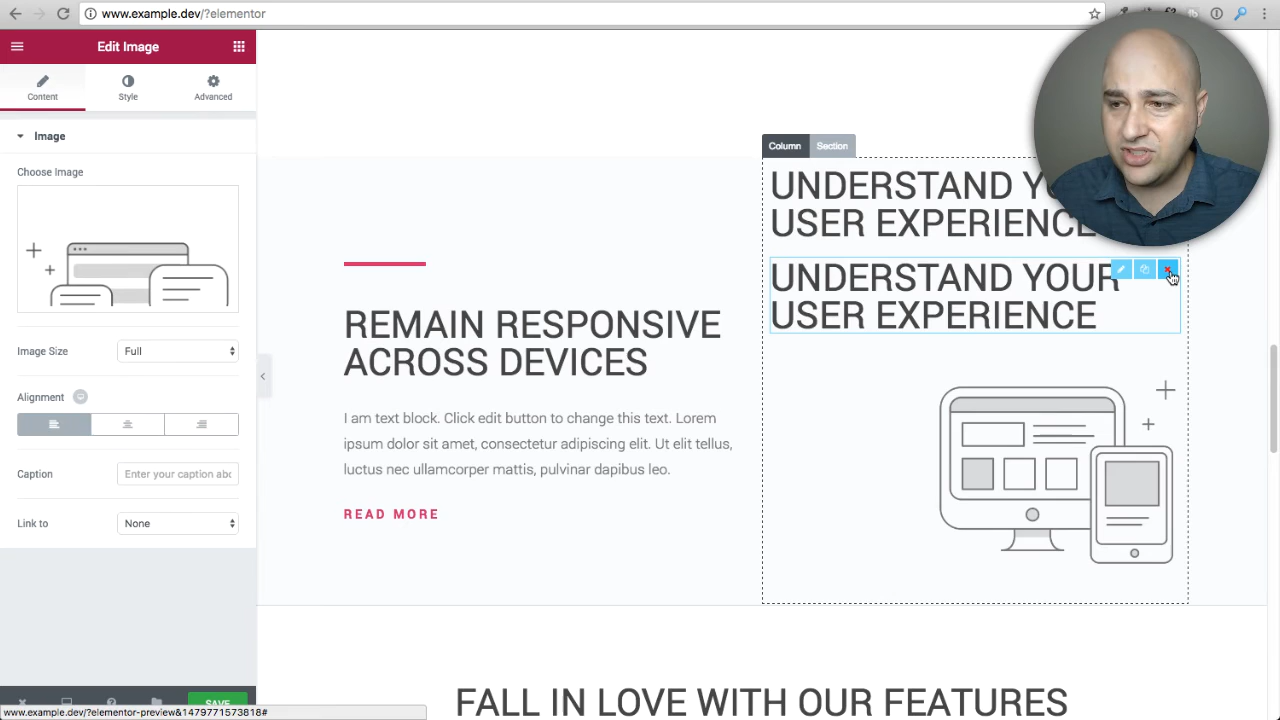 www.example.dev/?elementor
Edit Image
Content
Style
Advanced
Image
Choose Image
Image Size
Full
Alignment
Caption
Enter your caption abo
Link to
None
SAVE
www.example.dev/?elementor-preview&1479771573818#
REMAIN RESPONSIVE
ACROSS DEVICES
I am text block. Click edit button to change this text. Lorem
ipsum dolor sit amet, consectetur adipiscing elit. Ut elit tellus,
luctus nec ullamcorper mattis, pulvinar dapibus leo.
READ MORE
Column
Section
UNDERSTAND
USER EXPERIENCE
UNDERSTAND YOUR
USER EXPERIENCE
FALL IN LOVE WITH OUR FEATURES